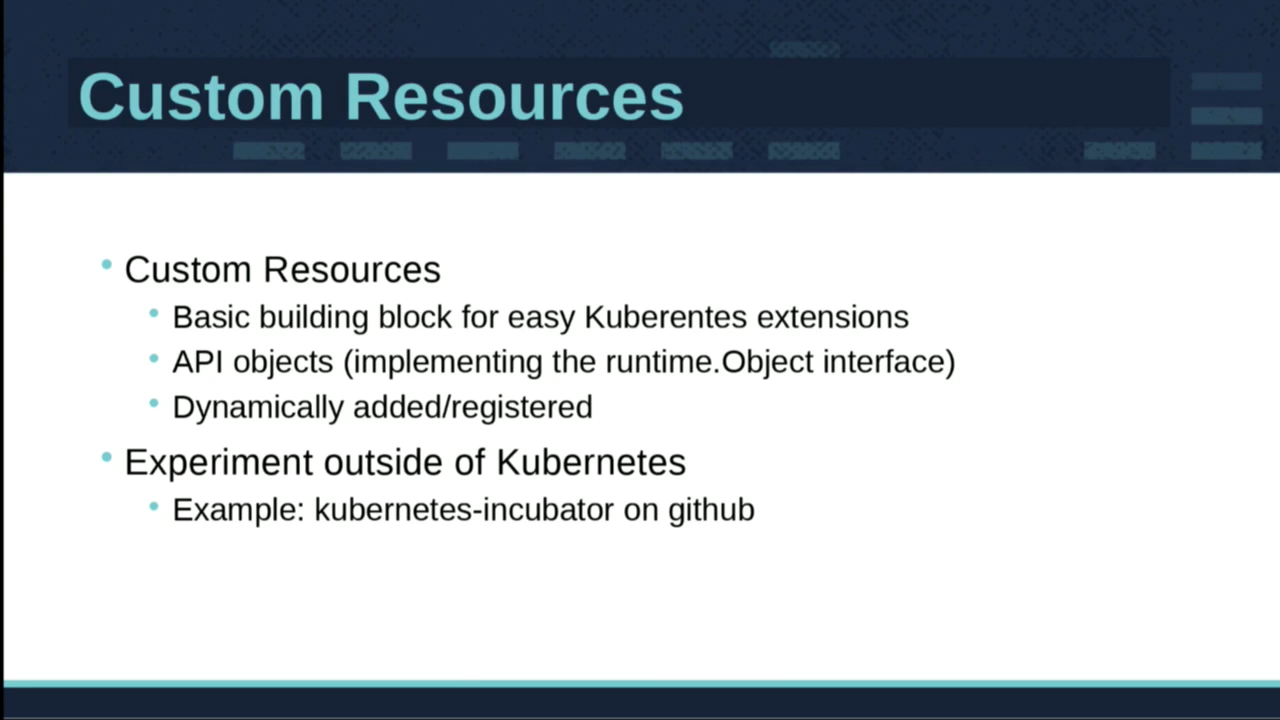 Custom Resources
• Custom Resources
• Basic building block for easy Kuberentes extensions
• API objects (implementing the runtime.Object interface)
• Dynamically added/registered
• Experiment outside of Kubernetes
• Example: kubernetes-incubator on github